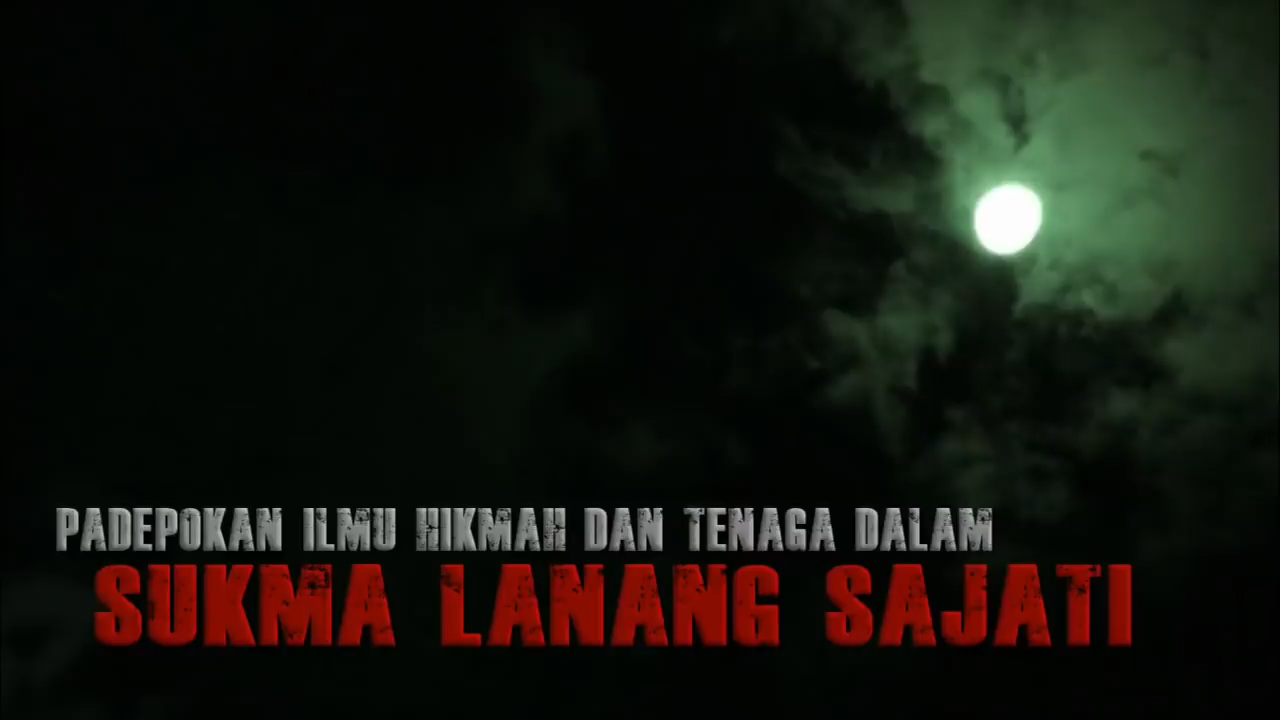 PADEPOKAN ILMU HIKMAH DAN TENAGA DALAM
SUKMA LANANG SAJATI